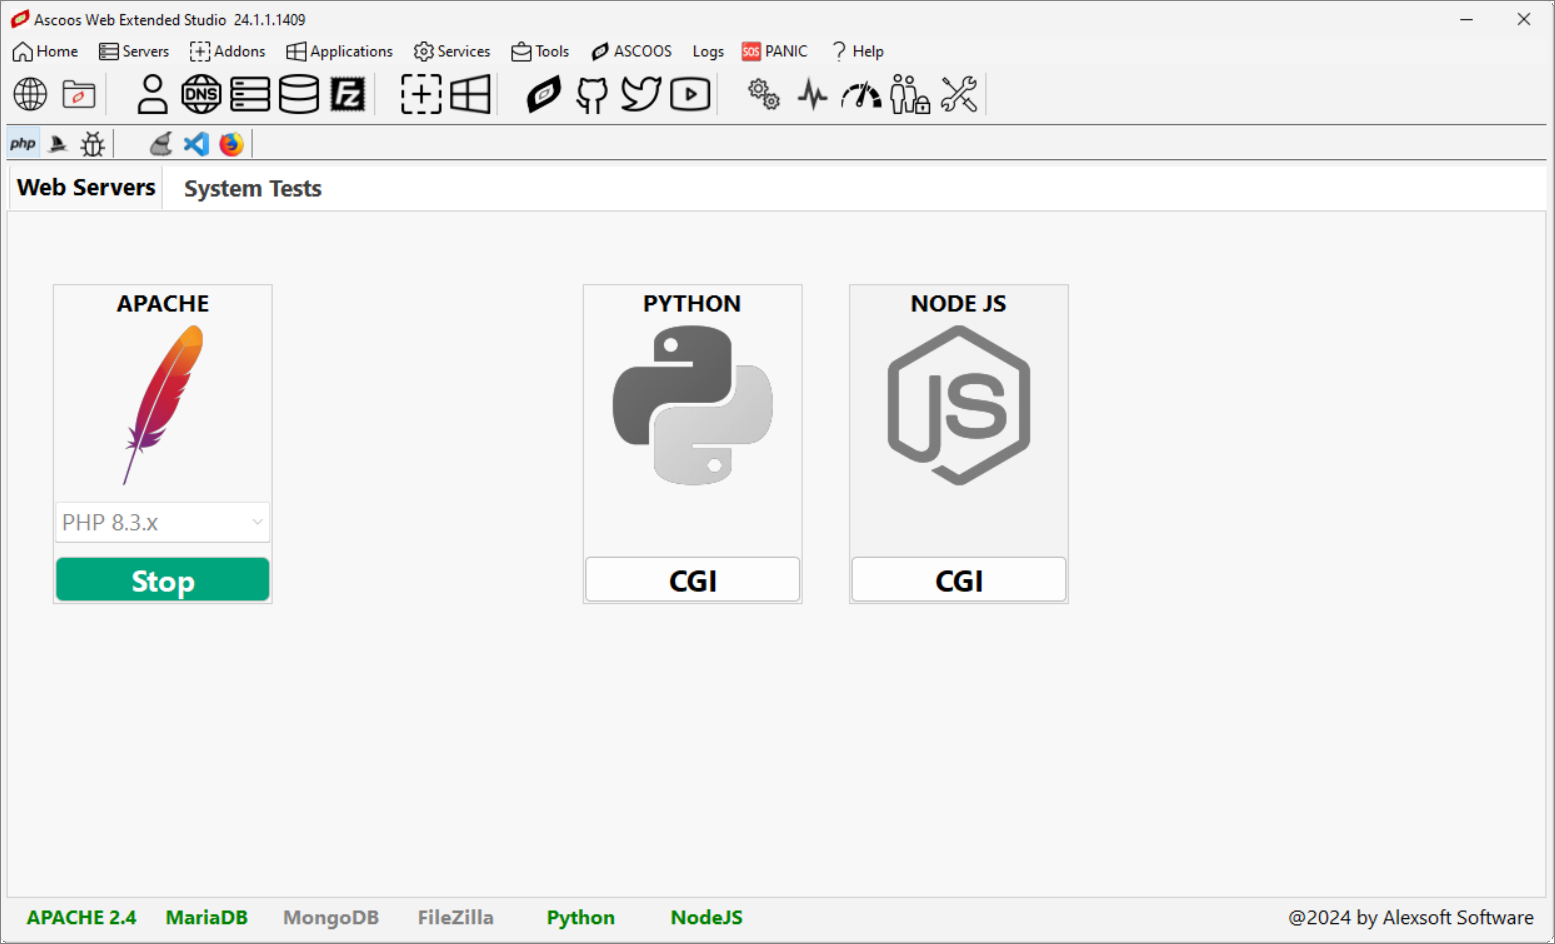 Ascoos Web Extended Studio 24.1.1.1409
Home Servers Addons Applications Services Tools ASCOOS Logs SOS PANIC ? Help
DNS FZ
php
Web Servers System Tests
APACHE PYTHON NODE JS
JS
PHP 8.3.x
Stop CGI CGI
APACHE 2.4 MariaDB MongoDB FileZilla Python NodeJS @2024 by Alexsoft Software